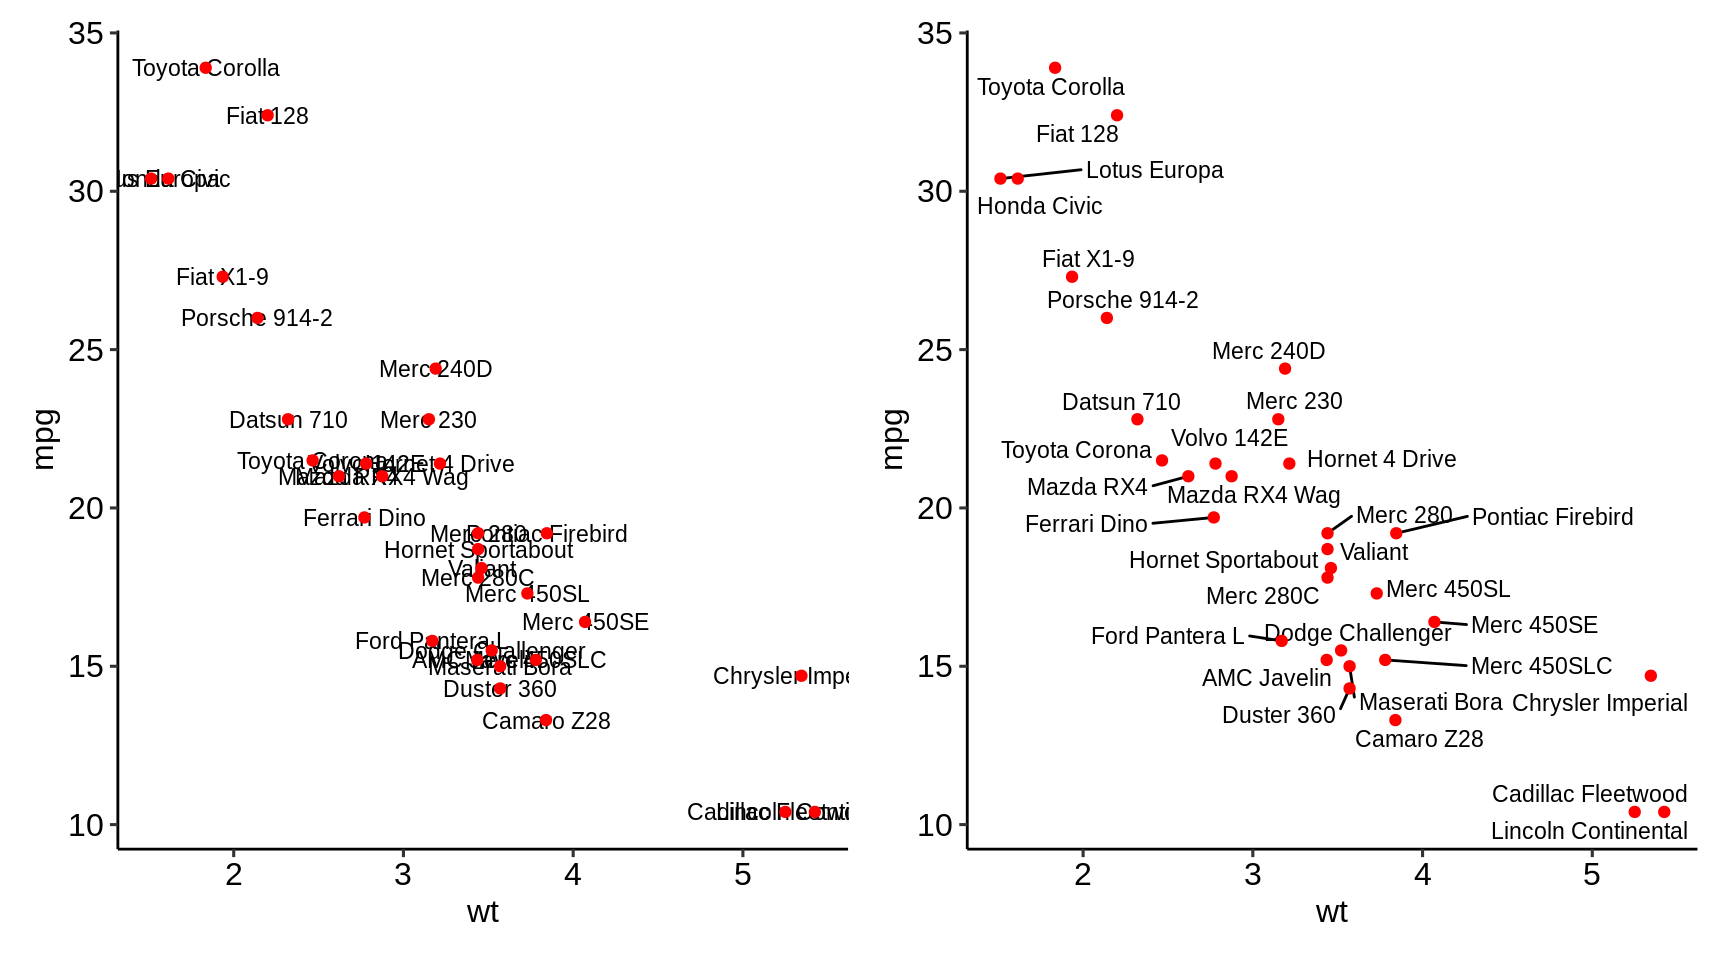 35
30
25
20
15
10
mpg
Toyota Corolla
Fiat 128
Fiat X1-9
Porsche 914-2
Merc 240D
Datsun 710
Merc 230
Ferrari Dino
Hornet Sportabout
Merc 280C
Merc 450SL
Merc 450SE
Ford Pantera L
Maserati Bora
Duster 360
Camaro Z28
2
3
4
5
wt
35
30
25
20
15
10
mpg
Toyota Corolla
Fiat 128
Lotus Europa
Honda Civic
Fiat X1-9
Porsche 914-2
Merc 240D
Datsun 710
Merc 230
Volvo 142E
Toyota Corona
Hornet 4 Drive
Mazda RX4
Mazda RX4 Wag
Ferrari Dino
Merc 280
Pontiac Firebird
Hornet Sportabout
Valiant
Merc 280C
Merc 450SL
Merc 450SE
Ford Pantera L
Dodge Challenger
Merc 450SLC
AMC Javelin
Maserati Bora
Chrysler Imperial
Duster 360
Camaro Z28
Cadillac Fleetwood
Lincoln Continental
2
3
4
5
wt